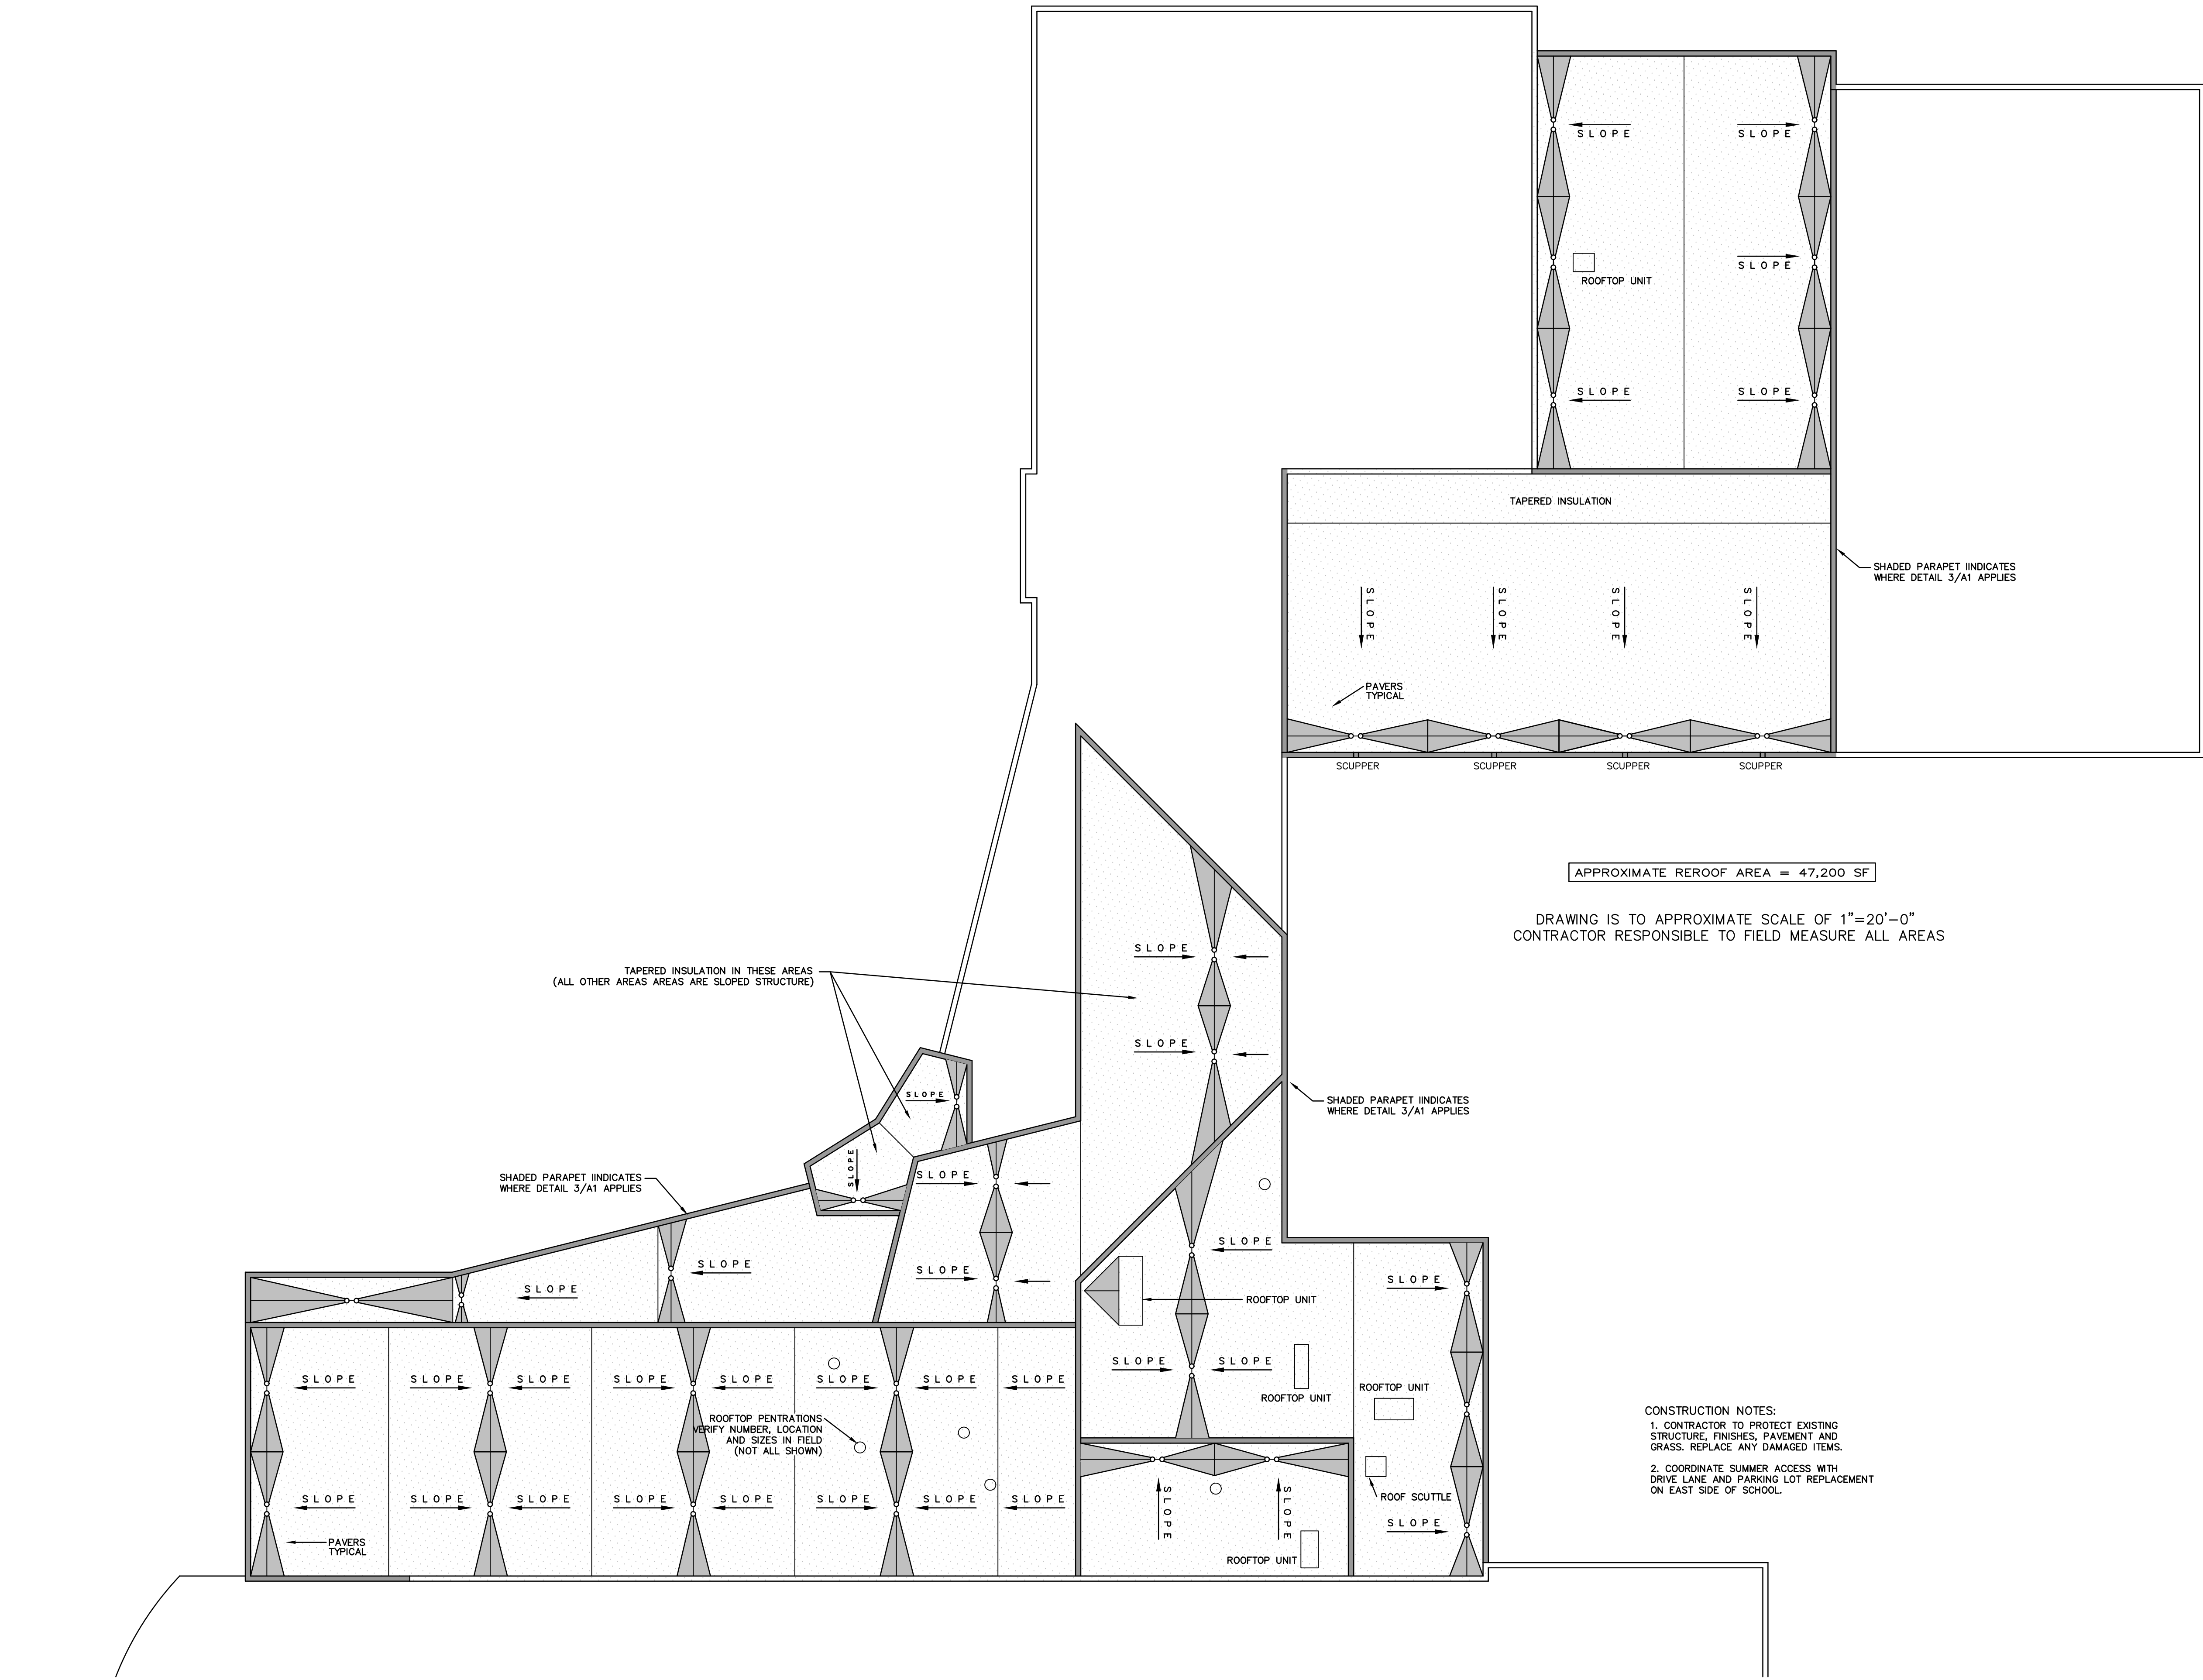 SLOPE
SLOPE
SLOPE
ROOFTOP UNIT
SLOPE
SLOPE
TAPERED INSULATION
SHADED PARAPET IINDICATES
WHERE DETAIL 3/A1 APPLIES
SLOPE
SLOPE
SLOPE
SLOPE
PAVERS
TYPICAL
SCUPPER
SCUPPER
SCUPPER
SCUPPER
APPROXIMATE REROOF AREA = 47,200 SF
DRAWING IS TO APPROXIMATE SCALE OF 1"=20'-0"
CONTRACTOR RESPONSIBLE TO FIELD MEASURE ALL AREAS
SLOPE
TAPERED INSULATION IN THESE AREAS
(ALL OTHER AREAS AREAS ARE SLOPED STRUCTURE)
SLOPE
SLOPE
SHADED PARAPET IINDICATES
WHERE DETAIL 3/A1 APPLIES
SLOPE
SLOPE
SHADED PARAPET IINDICATES
WHERE DETAIL 3/A1 APPLIES
SLOPE
SLOPE
SLOPE
SLOPE
SLOPE
SLOPE
ROOFTOP UNIT
SLOPE
SLOPE
SLOPE
SLOPE
SLOPE
SLOPE
SLOPE
SLOPE
SLOPE
SLOPE
SLOPE
ROOFTOP UNIT
ROOFTOP UNIT
ROOFTOP PENTRATIONS
VERIFY NUMBER, LOCATION
AND SIZES IN FIELD
(NOT ALL SHOWN)
CONSTRUCTION NOTES:
1. CONTRACTOR TO PROTECT EXISTING
STRUCTURE, FINISHES, PAVEMENT AND
GRASS. REPLACE ANY DAMAGED ITEMS.
2. COORDINATE SUMMER ACCESS WITH
DRIVE LANE AND PARKING LOT REPLACEMENT
ON EAST SIDE OF SCHOOL.
SLOPE
SLOPE
SLOPE
SLOPE
SLOPE
SLOPE
SLOPE
SLOPE
SLOPE
SLOPE
ROOF SCUTTLE
SLOPE
PAVERS
TYPICAL
ROOFTOP UNIT